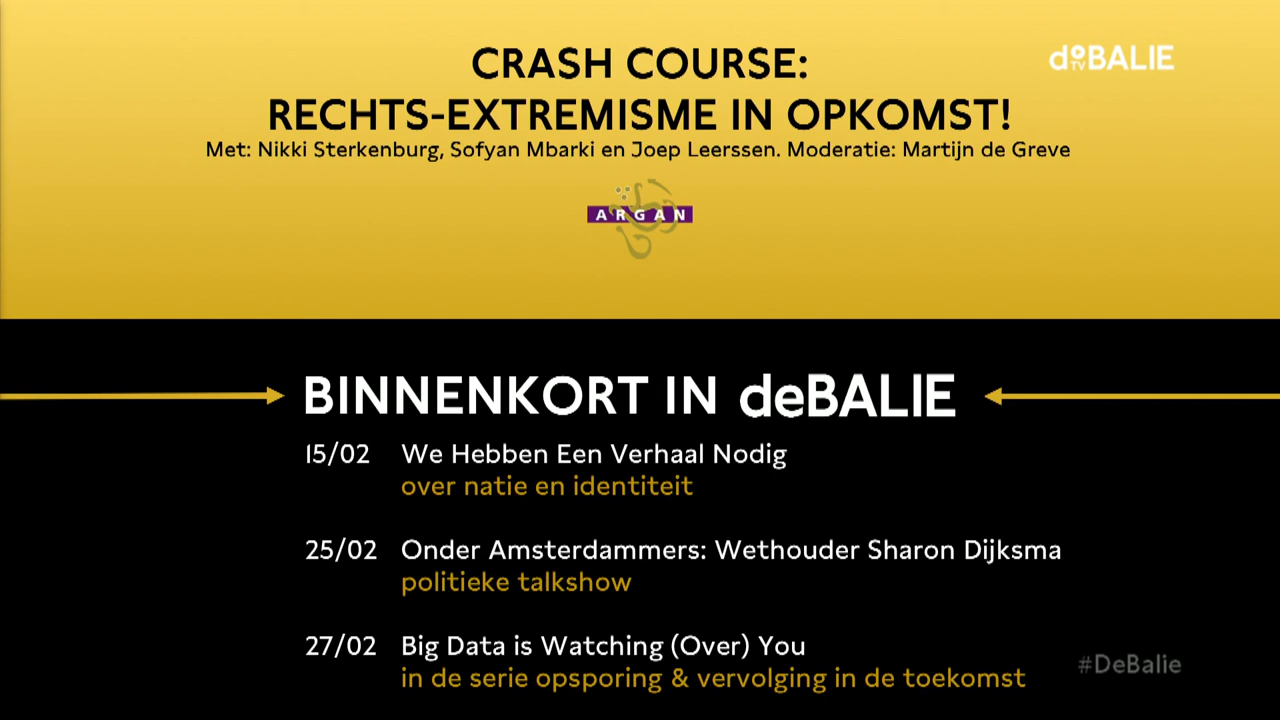 CRASH COURSE:
RECHTS-EXTREMISME IN OPKOMST!
Met: Nikki Sterkenburg, Sofyan Mbarki en Joep Leerssen. Moderatie: Martijn de Greve
deBALIE TV
ARGAN
BINNENKORT IN deBALIE
15/02 We Hebben Een Verhaal Nodig
over natie en identiteit
25/02 Onder Amsterdammers: Wethouder Sharon Dijksma
politieke talkshow
27/02 Big Data is Watching (Over) You
in de serie opsporing & vervolging in de toekomst
#DeBalie